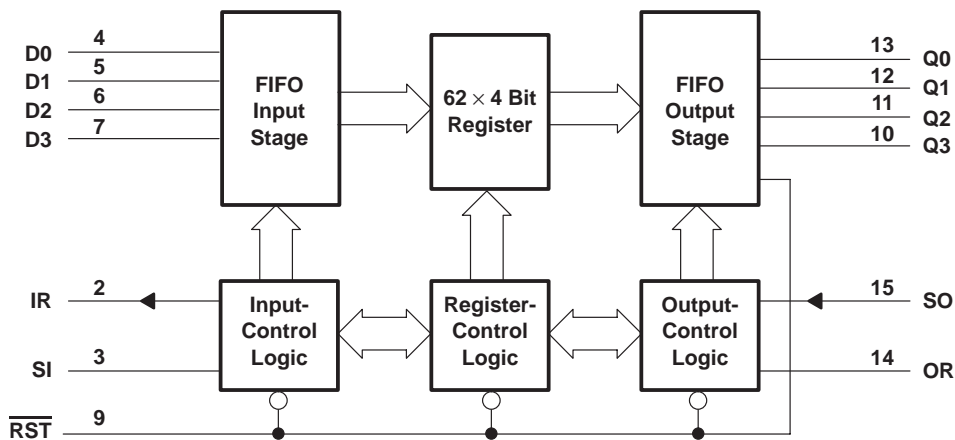 D0 4
D1 5
D2 6
D3 7
FIFO
Input
Stage
62 × 4 Bit
Register
FIFO
Output
Stage
13 Q0
12 Q1
11 Q2
10 Q3
IR 2
SI 3
RST 9
Input-
Control
Logic
Register-
Control
Logic
Output-
Control
Logic
15 SO
14 OR